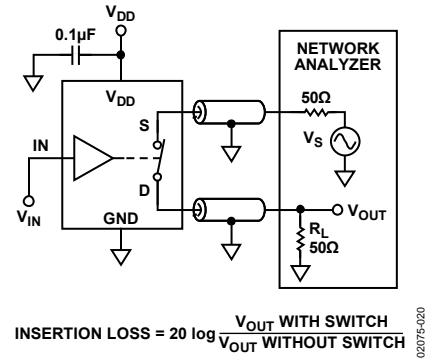 V_DD
0.1µF
NETWORK
ANALYZER
V_DD
50Ω
S
V_S
IN
D
V_OUT
V_IN
GND
R_L
50Ω
INSERTION LOSS = 20 log V_OUT WITH SWITCH
V_OUT WITHOUT SWITCH
02075-020